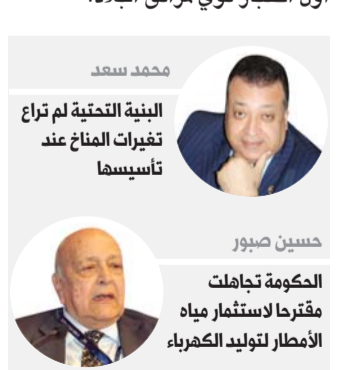 محمد سعد
البنية التحتية لم تراع
تغيرات المناخ عند
تأسيسها
حسين صبور
الحكومة تجاهلت
مقترحا لاستثمار مياه
الأمطار لتوليد الكهرباء